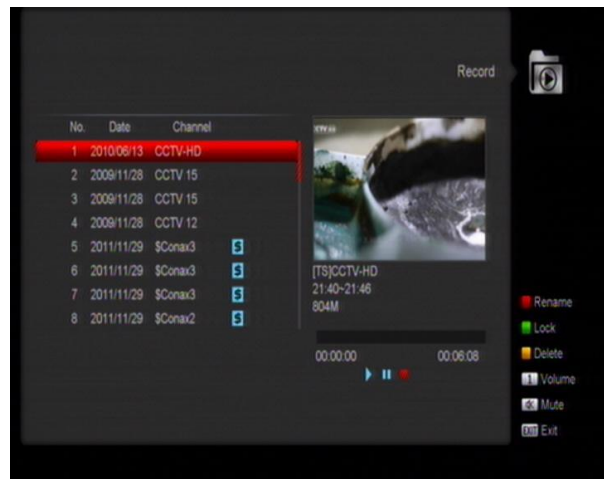 Record
No. Date Channel
1 2010/06/13 CCTV-HD
2 2009/11/28 CCTV 15
3 2009/11/28 CCTV 15
4 2009/11/28 CCTV 12
5 2011/11/29 $Conax3 S
6 2011/11/29 $Conax3 S
7 2011/11/29 $Conax3 S
8 2011/11/29 $Conax2 S
[TS]CCTV-HD
21:40~21:46
804M
00:00:00 00:06:08
Rename
Lock
Delete
1 Volume
Mute
EXIT Exit